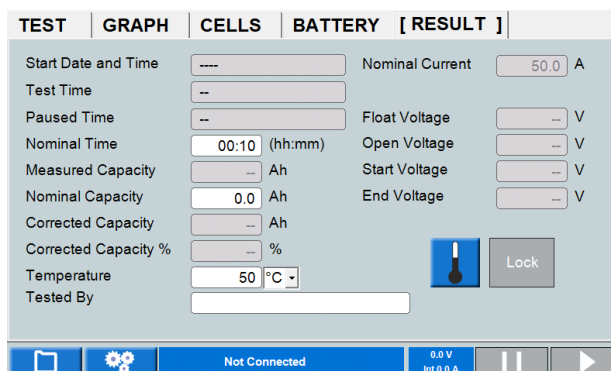 TEST GRAPH CELLS BATTERY [ RESULT ]
Start Date and Time ---- Nominal Current 50.0 A
Test Time --
Paused Time -- Float Voltage -- V
Nominal Time 00:10 (hh:mm) Open Voltage -- V
Measured Capacity -- Ah Start Voltage -- V
Nominal Capacity 0.0 Ah End Voltage -- V
Corrected Capacity -- Ah
Corrected Capacity % -- %
Temperature 50 °C
Lock
Tested By
Not Connected 0.0 V
Int 0.0 A